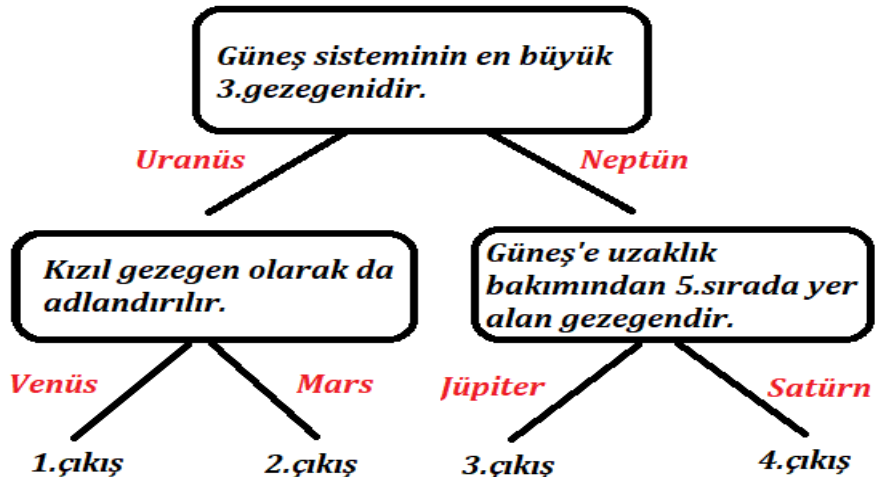 Güneş sisteminin en büyük
3.gezegenidir.
Uranüs
Neptün
Kızıl gezegen olarak da
adlandırılır.
Güneş'e uzaklık
bakımından 5.sırada yer
alan gezegendir.
Venüs
Mars
Jüpiter
Satürn
1.çıkış
2.çıkış
3.çıkış
4.çıkış